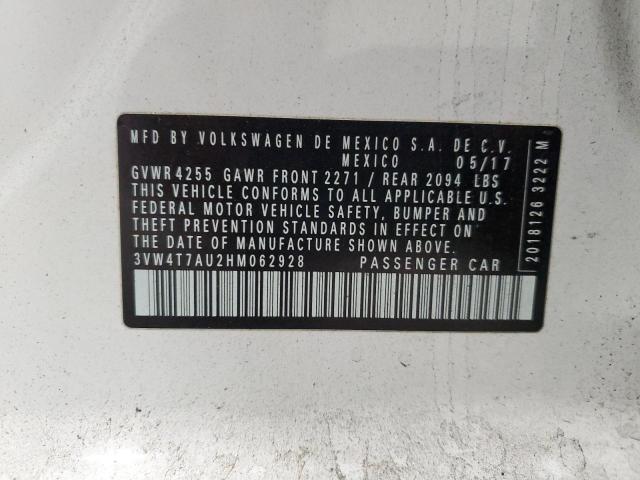 MFD BY VOLKSWAGEN DE MEXICO S.A. DE C.V.
MEXICO 05/17
GVWR 4255 GAWR FRONT 2271 / REAR 2094 LBS
THIS VEHICLE CONFORMS TO ALL APPLICABLE U.S.
FEDERAL MOTOR VEHICLE SAFETY, BUMPER AND
THEFT PREVENTION STANDARDS IN EFFECT ON
THE DATE OF MANUFACTURE SHOWN ABOVE.
3VW4T7AU2HM062928 PASSENGER CAR
2018126 3222 M